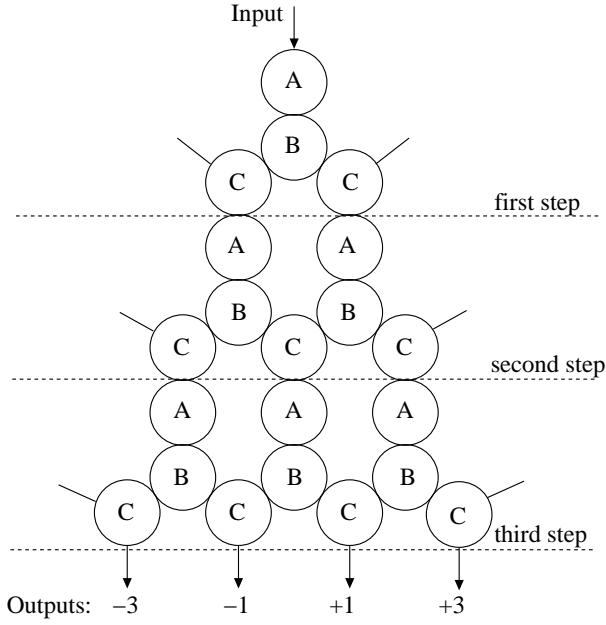 Input
A
B
C C
first step
A A
B B
C C C
second step
A A A
B B B
C C C C
third step
Outputs: −3 −1 +1 +3